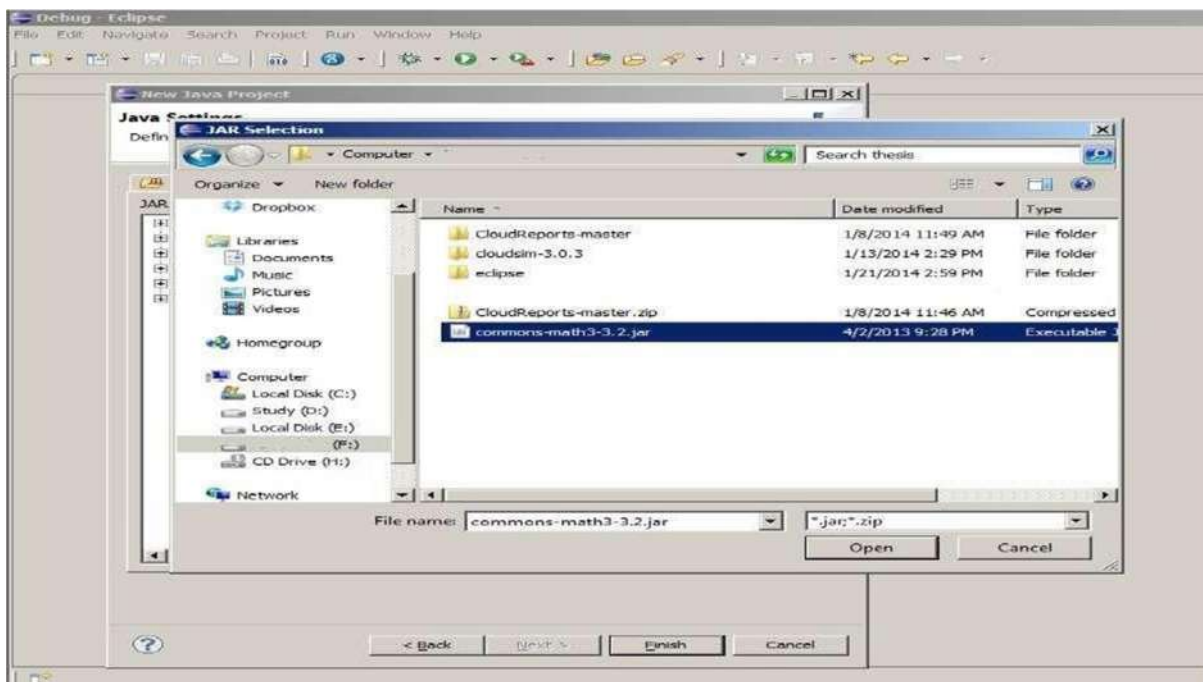 Debug - Eclipse
File Edit Navigate Search Project Run Window Help
New Java Project
Java Settings
Defin
JAR Selection
Computer
Search thesis
Organize New folder
JAR
Dropbox
Libraries
Documents
Music
Pictures
Videos
Homegroup
Computer
Local Disk (C:)
Study (D:)
Local Disk (E:)
(F:)
CD Drive (H:)
Network
Name Date modified Type
CloudReports-master 1/8/2014 11:49 AM File folder
cloudsim-3.0.3 1/13/2014 2:29 PM File folder
eclipse 1/21/2014 2:59 PM File folder
CloudReports-master.zip 1/8/2014 11:46 AM Compressed
commons-math3-3.2.jar 4/2/2013 9:28 PM Executable J
File name: commons-math3-3.2.jar *.jar;*.zip
Open Cancel
< Back Next > Finish Cancel